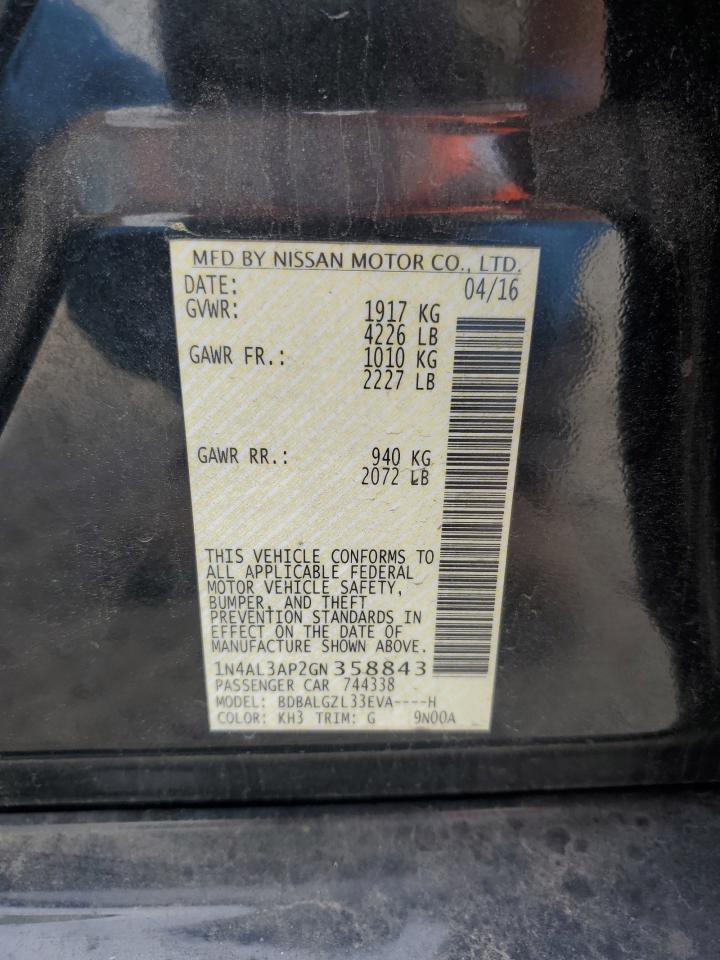 MFD BY NISSAN MOTOR CO., LTD.
DATE: 04/16
GVWR: 1917 KG
4226 LB
GAWR FR.: 1010 KG
2227 LB
GAWR RR.: 940 KG
2072 LB
THIS VEHICLE CONFORMS TO
ALL APPLICABLE FEDERAL
MOTOR VEHICLE SAFETY,
BUMPER, AND THEFT
PREVENTION STANDARDS IN
EFFECT ON THE DATE OF
MANUFACTURE SHOWN ABOVE.
1N4AL3AP2GN358843
PASSENGER CAR 744338
MODEL: BDBALGZL33EVA----H
COLOR: KH3 TRIM: G 9N00A